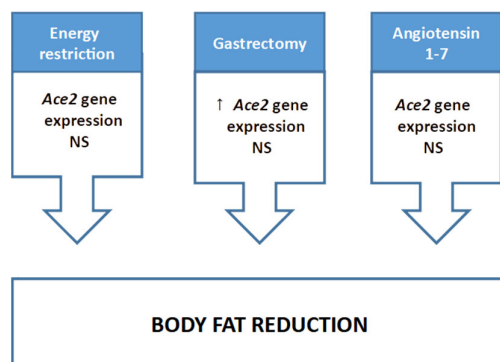 Energy
restriction
Ace2 gene
expression
NS
Gastrectomy
↑ Ace2 gene
expression
NS
Angiotensin
1-7
Ace2 gene
expression
NS
BODY FAT REDUCTION